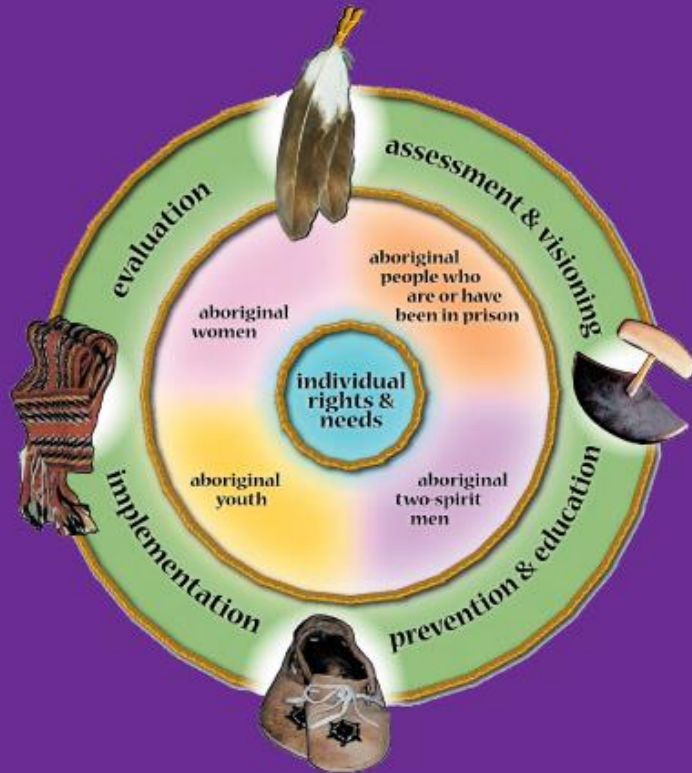 assessment & visioning
prevention & education
implementation
evaluation
aboriginal
people who
are or have
been in prison
aboriginal
two-spirit
men
aboriginal
youth
aboriginal
women
individual
rights &
needs